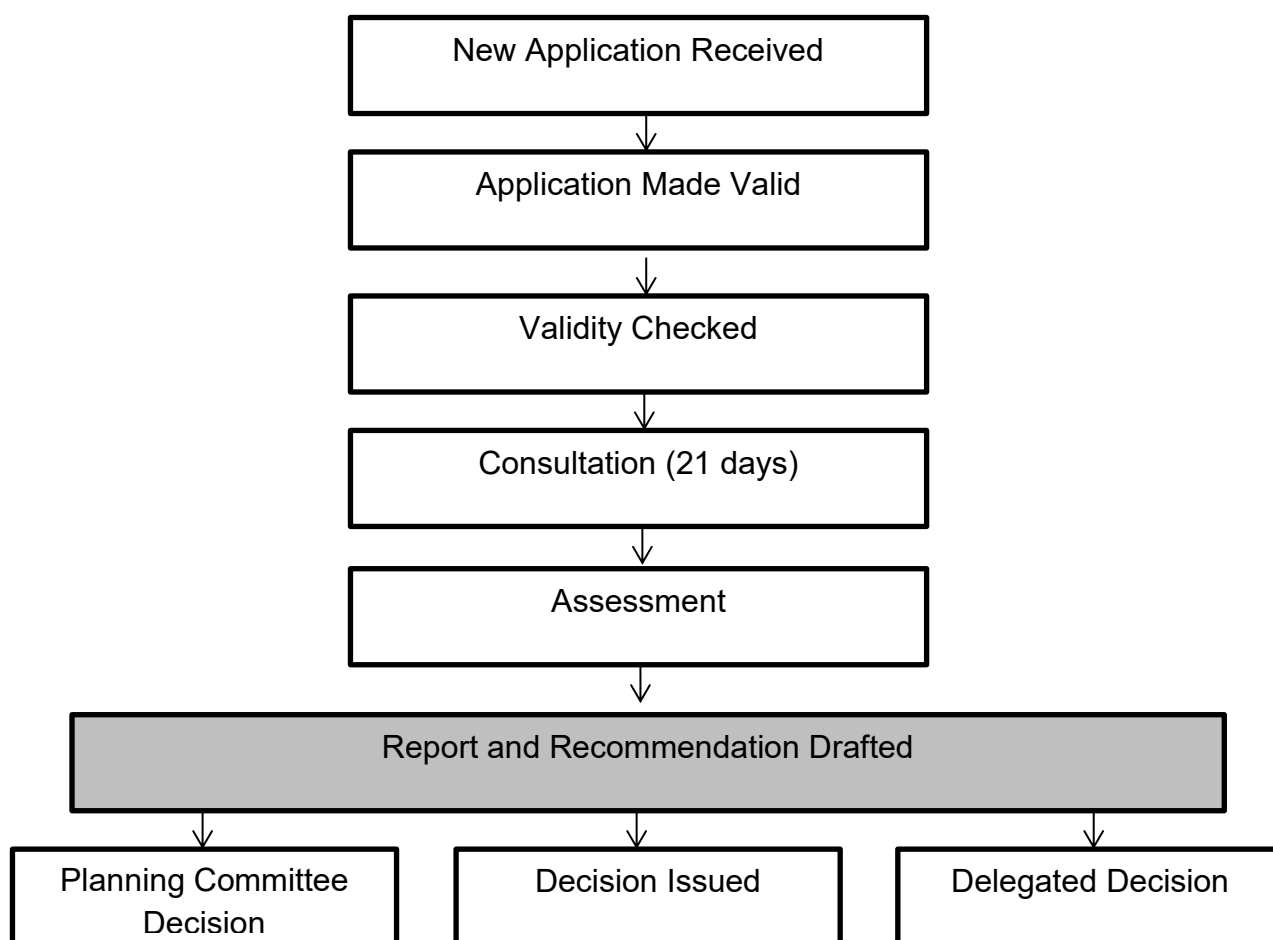 New Application Received
Application Made Valid
Validity Checked
Consultation (21 days)
Assessment
Report and Recommendation Drafted
Planning Committee
Decision
Decision Issued
Delegated Decision